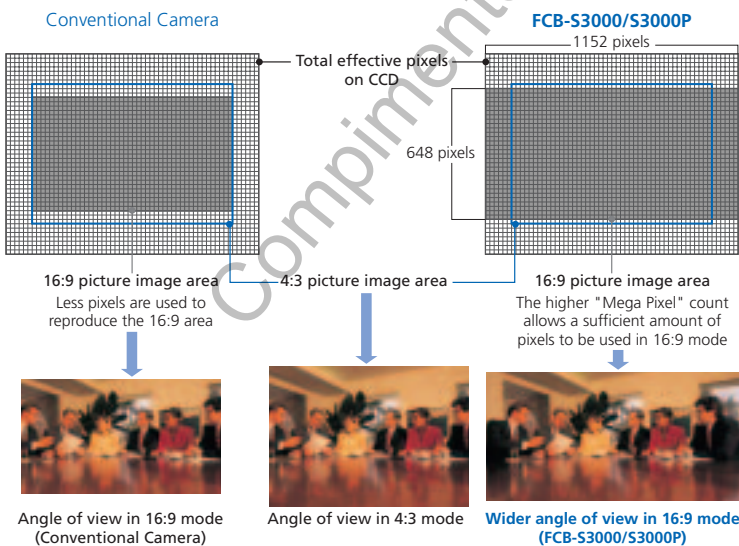 Conventional Camera
FCB-S3000/S3000P
1152 pixels
Total effective pixels
on CCD
648 pixels
16:9 picture image area
Less pixels are used to
reproduce the 16:9 area
4:3 picture image area
16:9 picture image area
The higher "Mega Pixel" count
allows a sufficient amount of
pixels to be used in 16:9 mode
Angle of view in 16:9 mode
(Conventional Camera)
Angle of view in 4:3 mode
Wider angle of view in 16:9 mode
(FCB-S3000/S3000P)
Compimenta